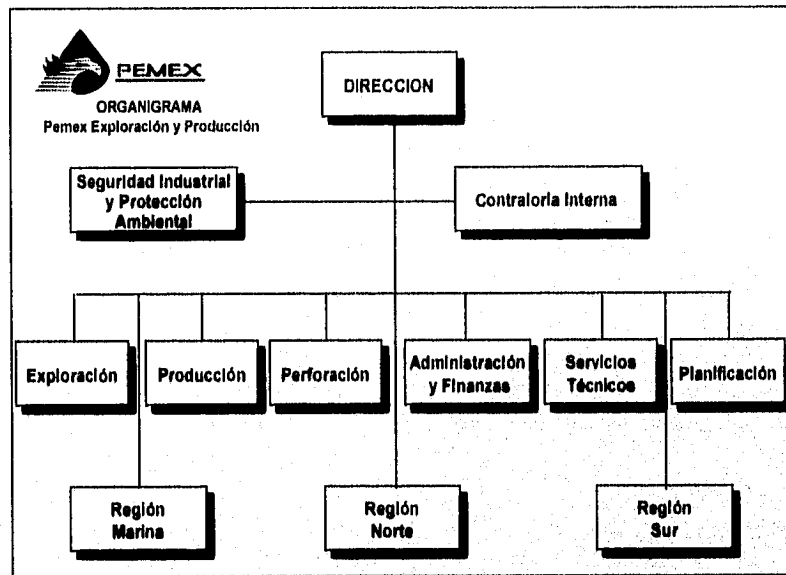 PEMEX
ORGANIGRAMA
Pemex Exploración y Producción
DIRECCION
Seguridad Industrial
y Protección
Ambiental
Contraloria Interna
Exploración
Producción
Perforación
Administración
y Finanzas
Servicios
Técnicos
Planificación
Región
Marina
Región
Norte
Región
Sur